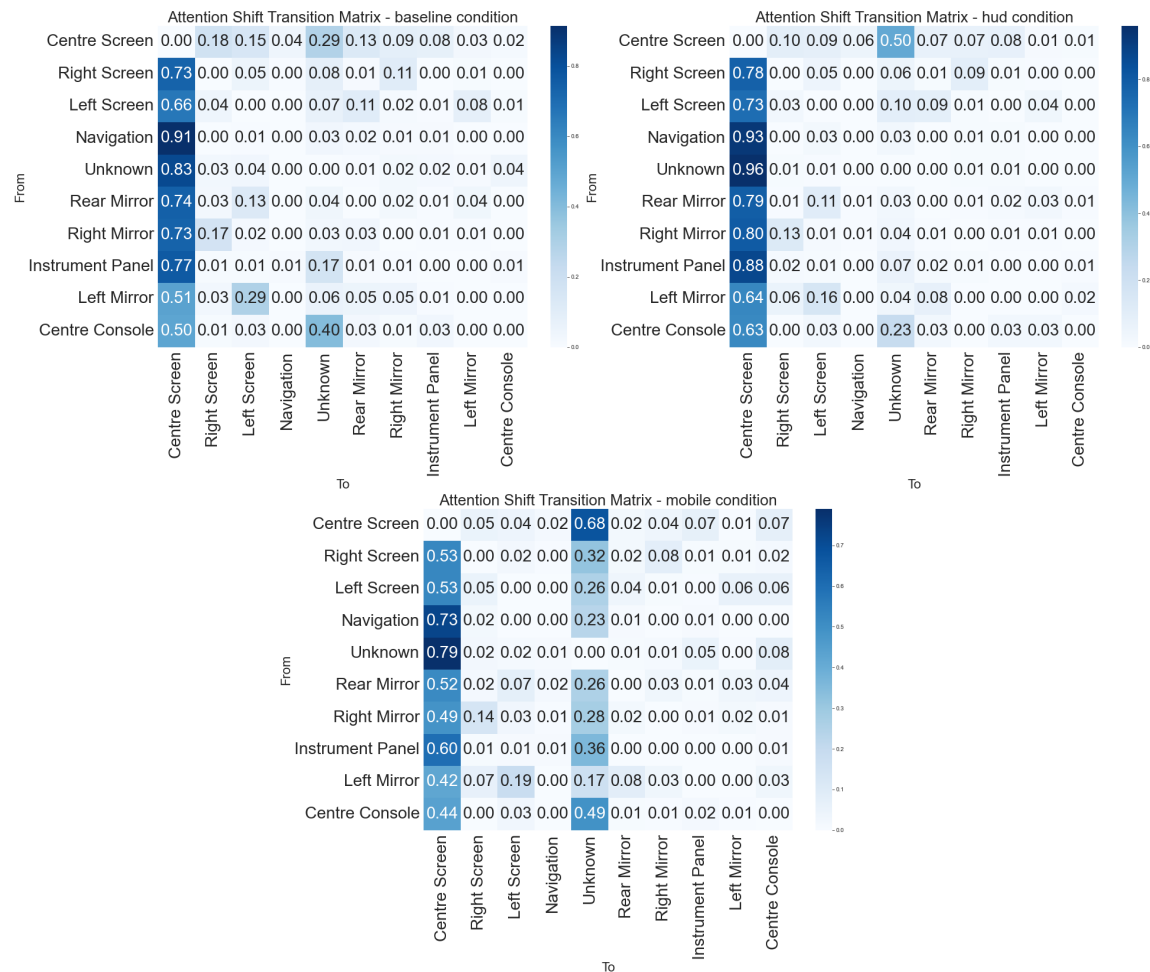 Attention Shift Transition Matrix - baseline condition
Centre Screen 0.00 0.18 0.15 0.04 0.29 0.13 0.09 0.08 0.03 0.02
Right Screen 0.73 0.00 0.05 0.00 0.08 0.01 0.11 0.00 0.01 0.00
Left Screen 0.66 0.04 0.00 0.00 0.07 0.11 0.02 0.01 0.08 0.01
Navigation 0.91 0.00 0.01 0.00 0.03 0.02 0.01 0.01 0.00 0.00
Unknown 0.83 0.03 0.04 0.00 0.00 0.01 0.02 0.02 0.01 0.04
Rear Mirror 0.74 0.03 0.13 0.00 0.04 0.00 0.02 0.01 0.04 0.00
Right Mirror 0.73 0.17 0.02 0.00 0.03 0.03 0.00 0.01 0.01 0.00
Instrument Panel 0.77 0.01 0.01 0.01 0.17 0.01 0.01 0.00 0.00 0.01
Left Mirror 0.51 0.03 0.29 0.00 0.06 0.05 0.05 0.01 0.00 0.00
Centre Console 0.50 0.01 0.03 0.00 0.40 0.03 0.01 0.03 0.00 0.00
From
Centre Screen
Right Screen
Left Screen
Navigation
Unknown
Rear Mirror
Right Mirror
Instrument Panel
Left Mirror
Centre Console
To
0.8
0.6
0.4
0.2
0.0
Attention Shift Transition Matrix - hud condition
Centre Screen 0.00 0.10 0.09 0.06 0.50 0.07 0.07 0.08 0.01 0.01
Right Screen 0.78 0.00 0.05 0.00 0.06 0.01 0.09 0.00 0.01 0.00
Left Screen 0.73 0.03 0.00 0.00 0.10 0.09 0.01 0.00 0.04 0.00
Navigation 0.93 0.00 0.03 0.00 0.03 0.00 0.01 0.01 0.00 0.00
Unknown 0.96 0.01 0.01 0.00 0.00 0.00 0.01 0.01 0.00 0.01
Rear Mirror 0.79 0.01 0.11 0.01 0.03 0.00 0.01 0.02 0.03 0.01
Right Mirror 0.80 0.13 0.01 0.00 0.04 0.01 0.00 0.01 0.01 0.00
Instrument Panel 0.88 0.02 0.01 0.00 0.07 0.02 0.01 0.00 0.00 0.01
Left Mirror 0.64 0.06 0.16 0.00 0.04 0.08 0.00 0.00 0.00 0.02
Centre Console 0.63 0.00 0.03 0.00 0.23 0.03 0.00 0.03 0.03 0.00
From
Centre Screen
Right Screen
Left Screen
Navigation
Unknown
Rear Mirror
Right Mirror
Instrument Panel
Left Mirror
Centre Console
To
0.8
0.6
0.4
0.2
0.0
Attention Shift Transition Matrix - mobile condition
Centre Screen 0.00 0.05 0.04 0.02 0.68 0.02 0.04 0.07 0.01 0.07
Right Screen 0.53 0.00 0.02 0.00 0.32 0.02 0.08 0.01 0.01 0.02
Left Screen 0.53 0.05 0.00 0.00 0.26 0.04 0.01 0.00 0.06 0.06
Navigation 0.73 0.02 0.00 0.00 0.23 0.01 0.00 0.01 0.00 0.00
Unknown 0.79 0.02 0.02 0.01 0.00 0.01 0.01 0.05 0.00 0.08
Rear Mirror 0.52 0.02 0.07 0.02 0.26 0.00 0.03 0.01 0.03 0.04
Right Mirror 0.49 0.14 0.03 0.01 0.28 0.02 0.00 0.01 0.02 0.01
Instrument Panel 0.60 0.01 0.01 0.01 0.36 0.00 0.00 0.00 0.00 0.01
Left Mirror 0.42 0.07 0.19 0.00 0.17 0.08 0.03 0.00 0.00 0.03
Centre Console 0.44 0.00 0.03 0.00 0.49 0.01 0.01 0.02 0.01 0.00
From
Centre Screen
Right Screen
Left Screen
Navigation
Unknown
Rear Mirror
Right Mirror
Instrument Panel
Left Mirror
Centre Console
To
0.7
0.6
0.5
0.4
0.3
0.2
0.1
0.0